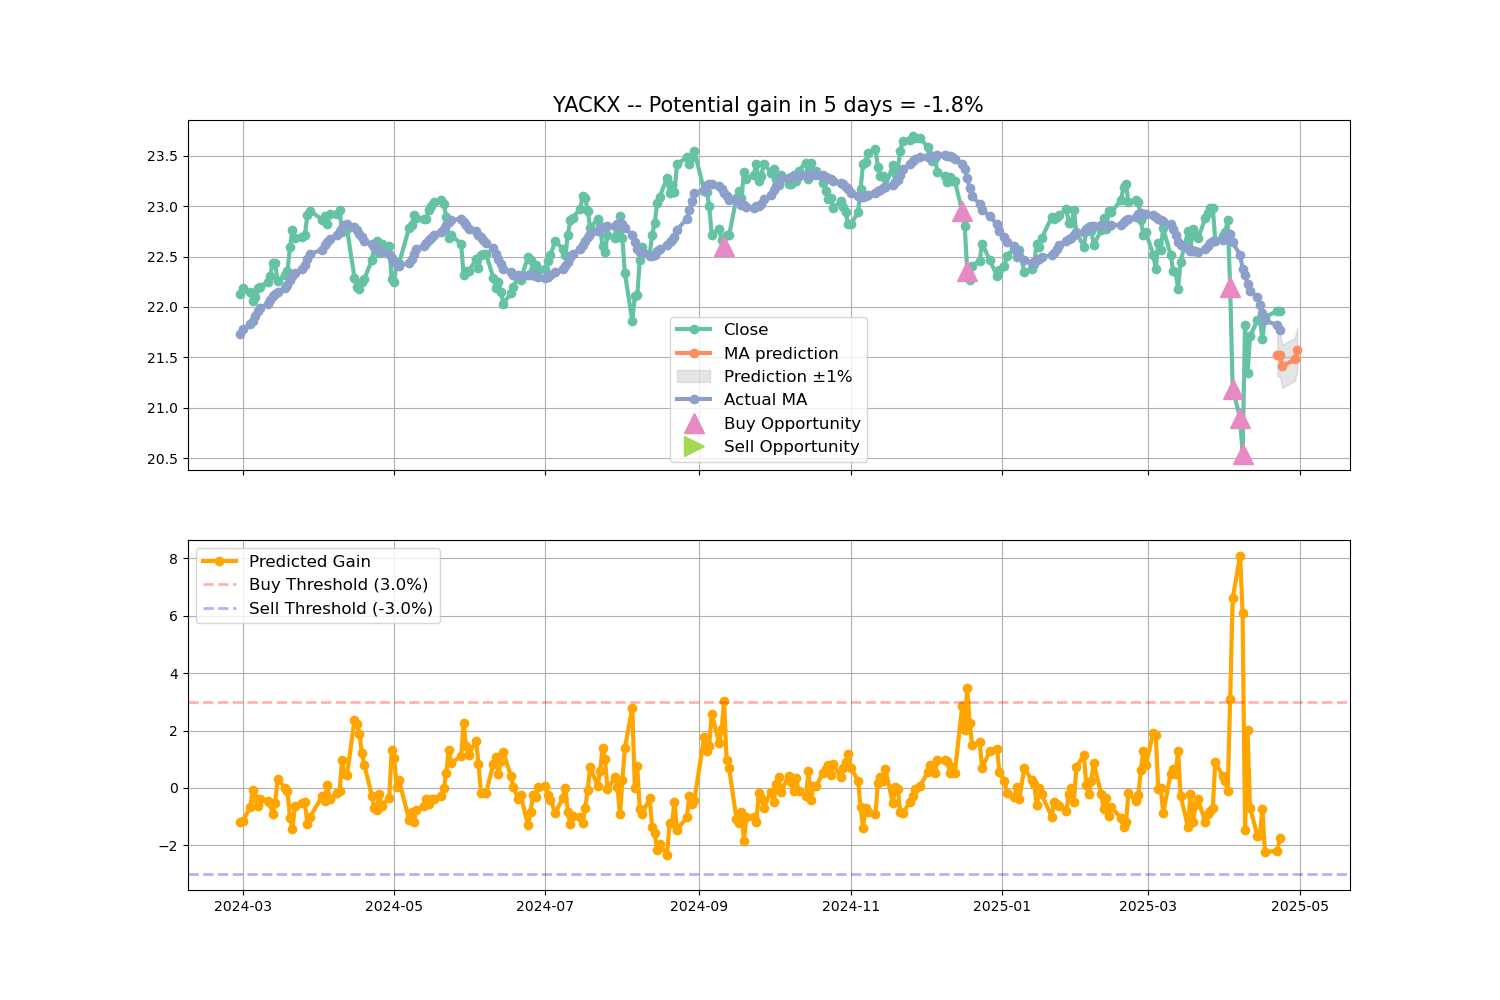 YACKX -- Potential gain in 5 days = -1.8%
23.5
23.0
22.5
22.0
21.5
21.0
20.5
Close
MA prediction
Prediction ±1%
Actual MA
Buy Opportunity
Sell Opportunity
8
6
4
2
0
−2
Predicted Gain
Buy Threshold (3.0%)
Sell Threshold (-3.0%)
2024-03 2024-05 2024-07 2024-09 2024-11 2025-01 2025-03 2025-05